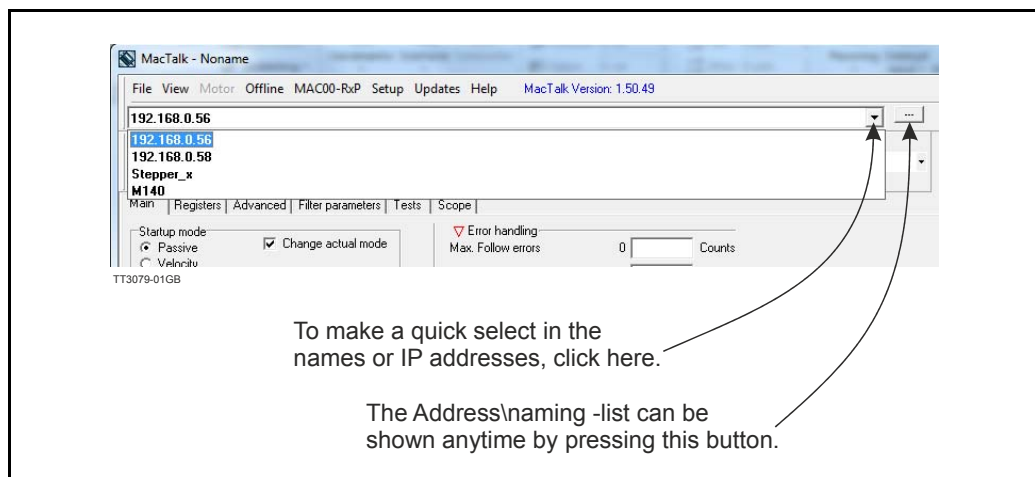 MacTalk - Noname
File View Motor Offline MAC00-RxP Setup Updates Help MacTalk Version: 1.50.49
192.168.0.56
...
192.168.0.56
192.168.0.58
Stepper_x
M140
Main Registers Advanced Filter parameters Tests Scope
Startup mode
Passive
Change actual mode
Velocity
Error handling
Max. Follow errors 0 Counts
TT3079-01GB
To make a quick select in the
names or IP addresses, click here.
The Address\naming -list can be
shown anytime by pressing this button.